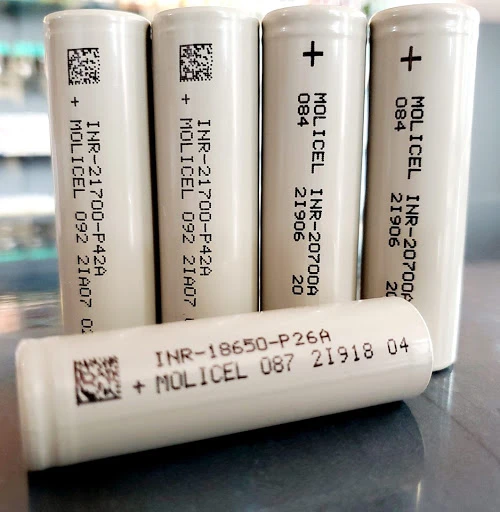 INR-21700-P42A
+ MOLICEL 092 2IA07
INR-21700-P42A
+ MOLICEL 092 2IA07
+
MOLICEL INR-20700A
084 2I906 20
+
MOLICEL INR-20700A
084 2I906
INR-18650-P26A
+ MOLICEL 087 2I918 04